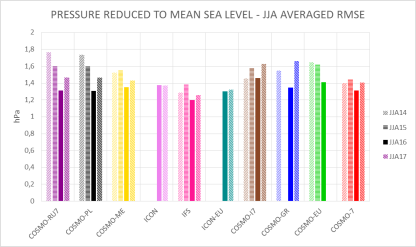 PRESSURE REDUCED TO MEAN SEA LEVEL - JJA AVERAGED RMSE
2
1,8
1,6
1,4
1,2
1
0,8
0,6
0,4
0,2
0
hPa
COSMO-RU7
COSMO-PL
COSMO-ME
ICON
IFS
ICON-EU
COSMO-I7
COSMO-GR
COSMO-EU
COSMO-7
JJA14
JJA15
JJA16
JJA17